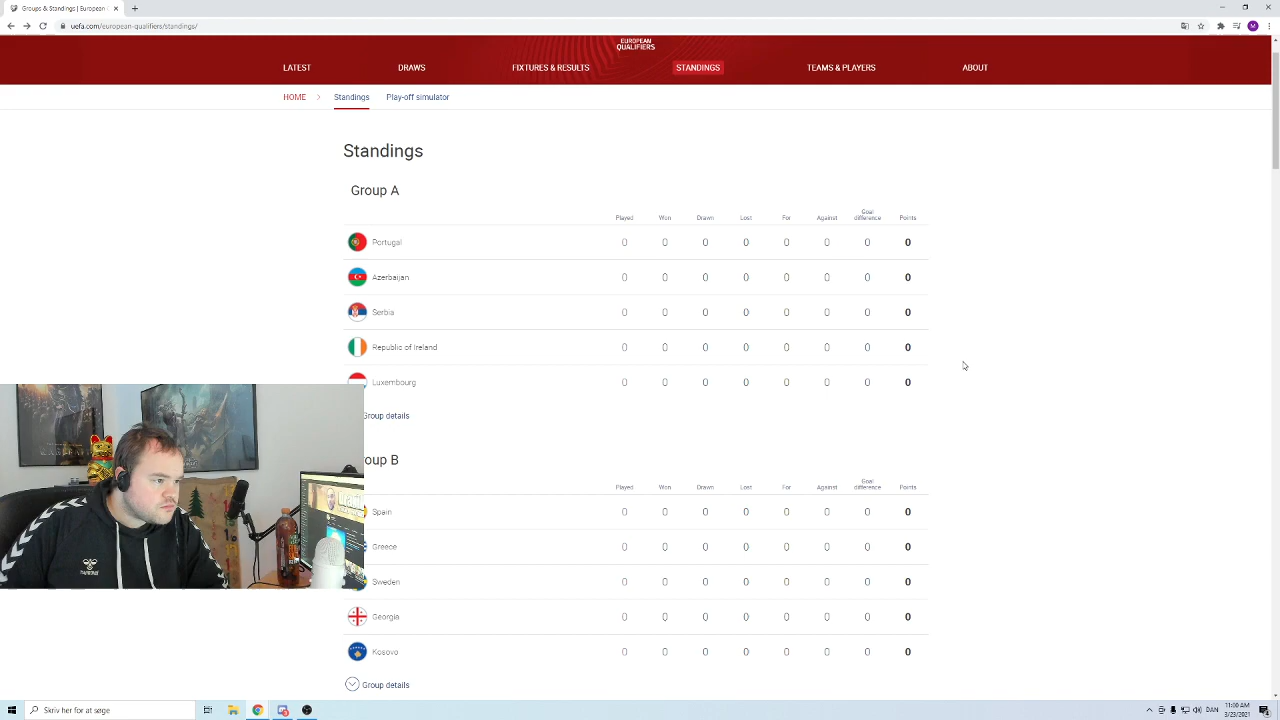 Groups & Standings | European
uefa.com/european-qualifiers/standings/
M
EUROPEAN
QUALIFIERS
LATEST DRAWS FIXTURES & RESULTS STANDINGS TEAMS & PLAYERS ABOUT
HOME Standings Play-off simulator
Standings
Group A
Played Won Drawn Lost For Against Goal difference Points
Portugal 0 0 0 0 0 0 0 0
Azerbaijan 0 0 0 0 0 0 0 0
Serbia 0 0 0 0 0 0 0 0
Republic of Ireland 0 0 0 0 0 0 0 0
Luxembourg 0 0 0 0 0 0 0 0
Group details
oup B
Played Won Drawn Lost For Against Goal difference Points
Spain 0 0 0 0 0 0 0 0
Greece 0 0 0 0 0 0 0 0
Sweden 0 0 0 0 0 0 0 0
Georgia 0 0 0 0 0 0 0 0
Kosovo 0 0 0 0 0 0 0 0
Group details
Skriv her for at søge
DAN
11:00 AM
3/23/2021